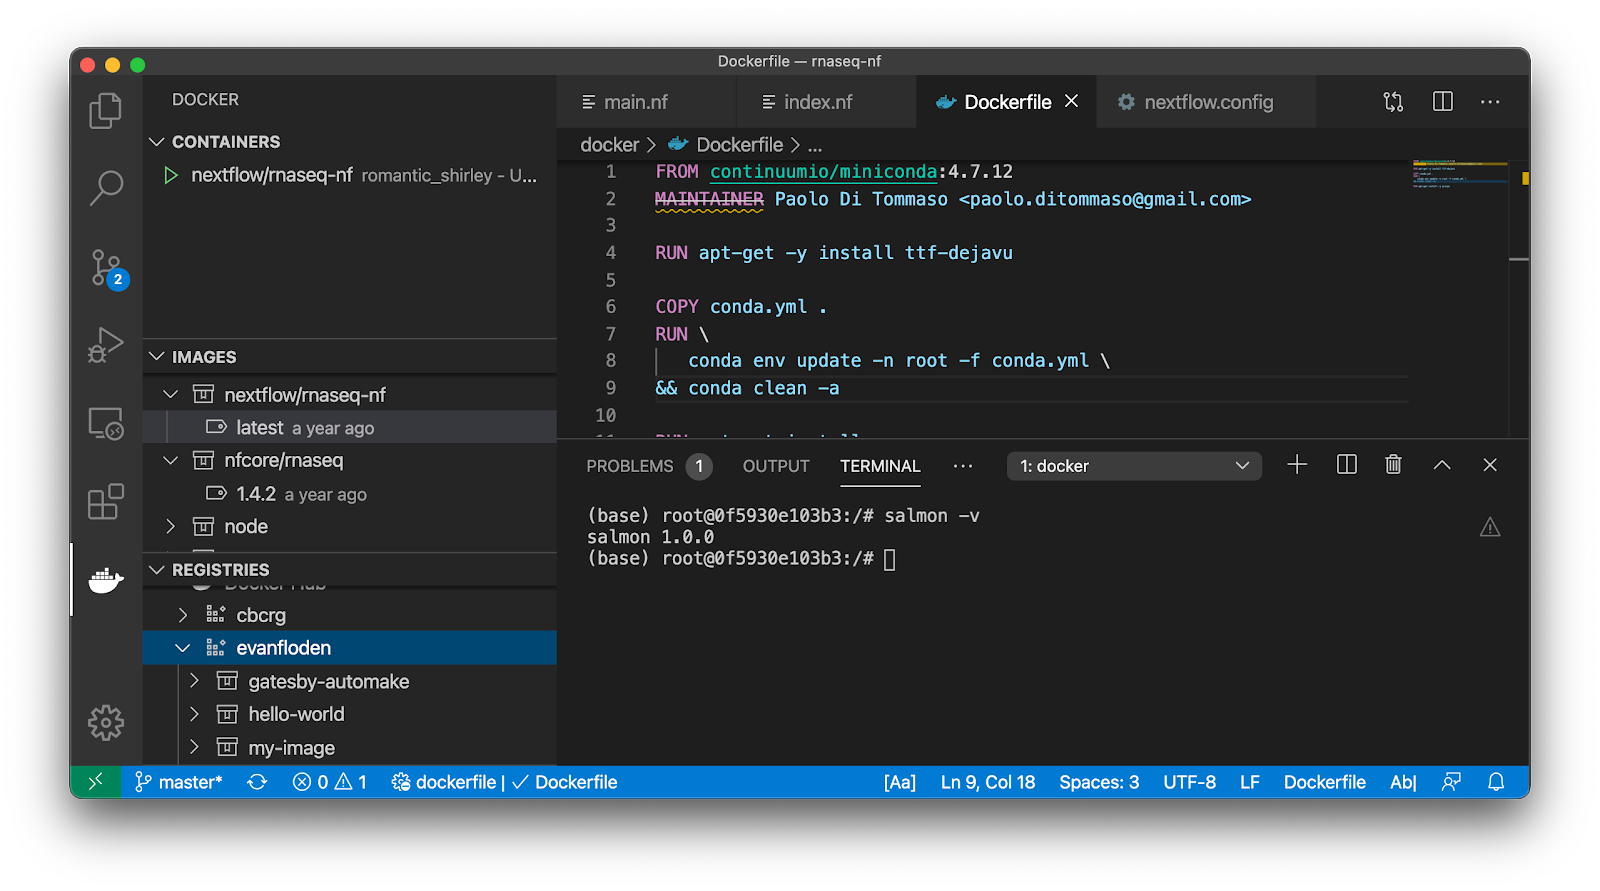 Dockerfile — rnaseq-nf
DOCKER
CONTAINERS
nextflow/rnaseq-nf romantic_shirley - U...
IMAGES
nextflow/rnaseq-nf
latest a year ago
nfcore/rnaseq
1.4.2 a year ago
node
REGISTRIES
Docker Hub
cbcrg
evanfloden
gatesby-automake
hello-world
my-image
2
main.nf index.nf Dockerfile nextflow.config
docker > Dockerfile > ...
1 FROM continuumio/miniconda:4.7.12
2 MAINTAINER Paolo Di Tommaso <paolo.ditommaso@gmail.com>
3
4 RUN apt-get -y install ttf-dejavu
5
6 COPY conda.yml .
7 RUN \
8 conda env update -n root -f conda.yml \
9 && conda clean -a
10
PROBLEMS 1 OUTPUT TERMINAL ... 1: docker
(base) root@0f5930e103b3:/# salmon -v
salmon 1.0.0
(base) root@0f5930e103b3:/#
master* 0 1 dockerfile | ✓ Dockerfile [Aa] Ln 9, Col 18 Spaces: 3 UTF-8 LF Dockerfile Ab|